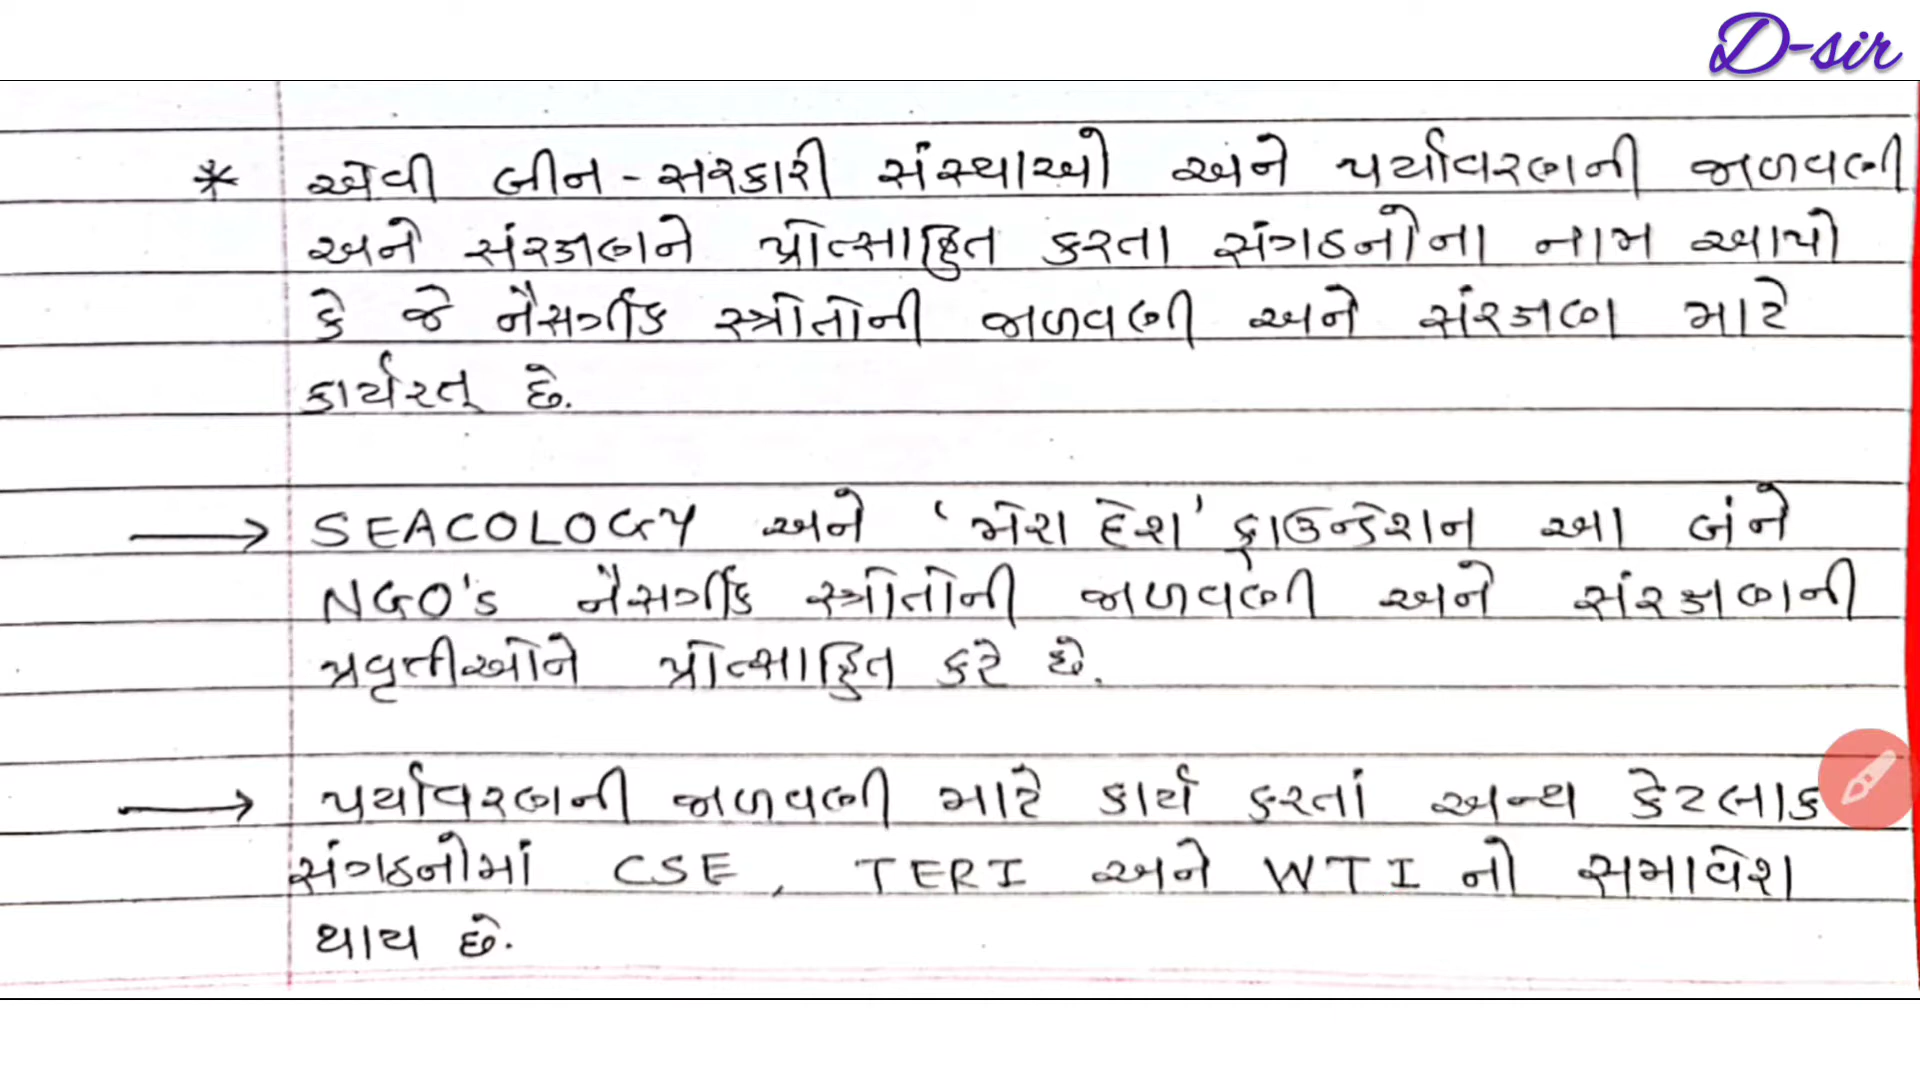 D-sir
* એવી બીન-સરકારી સંસ્થાઓ અને પર્યાવરણની જાળવણી
અને સંરક્ષણને પ્રોત્સાહિત કરતા સંગઠનોના નામ આપો
કે જે નૈસર્ગીક સ્ત્રોતોની જાળવણી અને સંરક્ષણ માટે
કાર્યરત્ છે.
→ SEACOLOGY અને ‘મેરા દેશ’ ફાઉન્ડેશન આ બંને
NGO's નૈસર્ગીક સ્ત્રોતોની જાળવણી અને સંરક્ષણની
પ્રવૃત્તીઓને પ્રોત્સાહિત કરે છે.
→ પર્યાવરણની જાળવણી માટે કાર્ય કરતાં અન્ય કેટલાક
સંગઠનોમાં CSE, TERI અને WTI નો સમાવેશ
થાય છે.